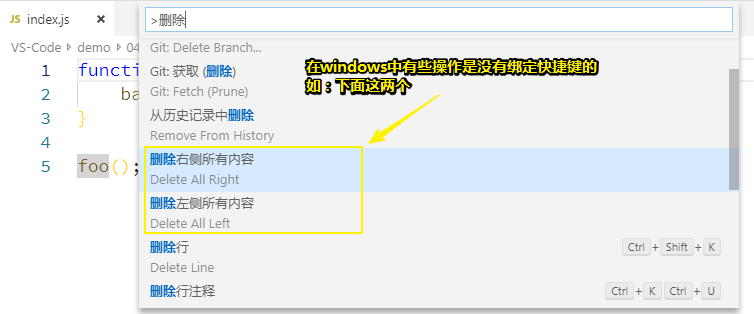 JS index.js
>删除
VS-Code › demo › 04
Git: Delete Branch...
Git: 获取 (删除)
Git: Fetch (Prune)
从历史记录中删除
Remove From History
删除右侧所有内容
Delete All Right
删除左侧所有内容
Delete All Left
删除行
Ctrl + Shift + K
Delete Line
删除行注释
Ctrl + K Ctrl + U
在windows中有些操作是没有绑定快捷键的
如：下面这两个
1 functi
2 ba
3 }
4
5 foo();